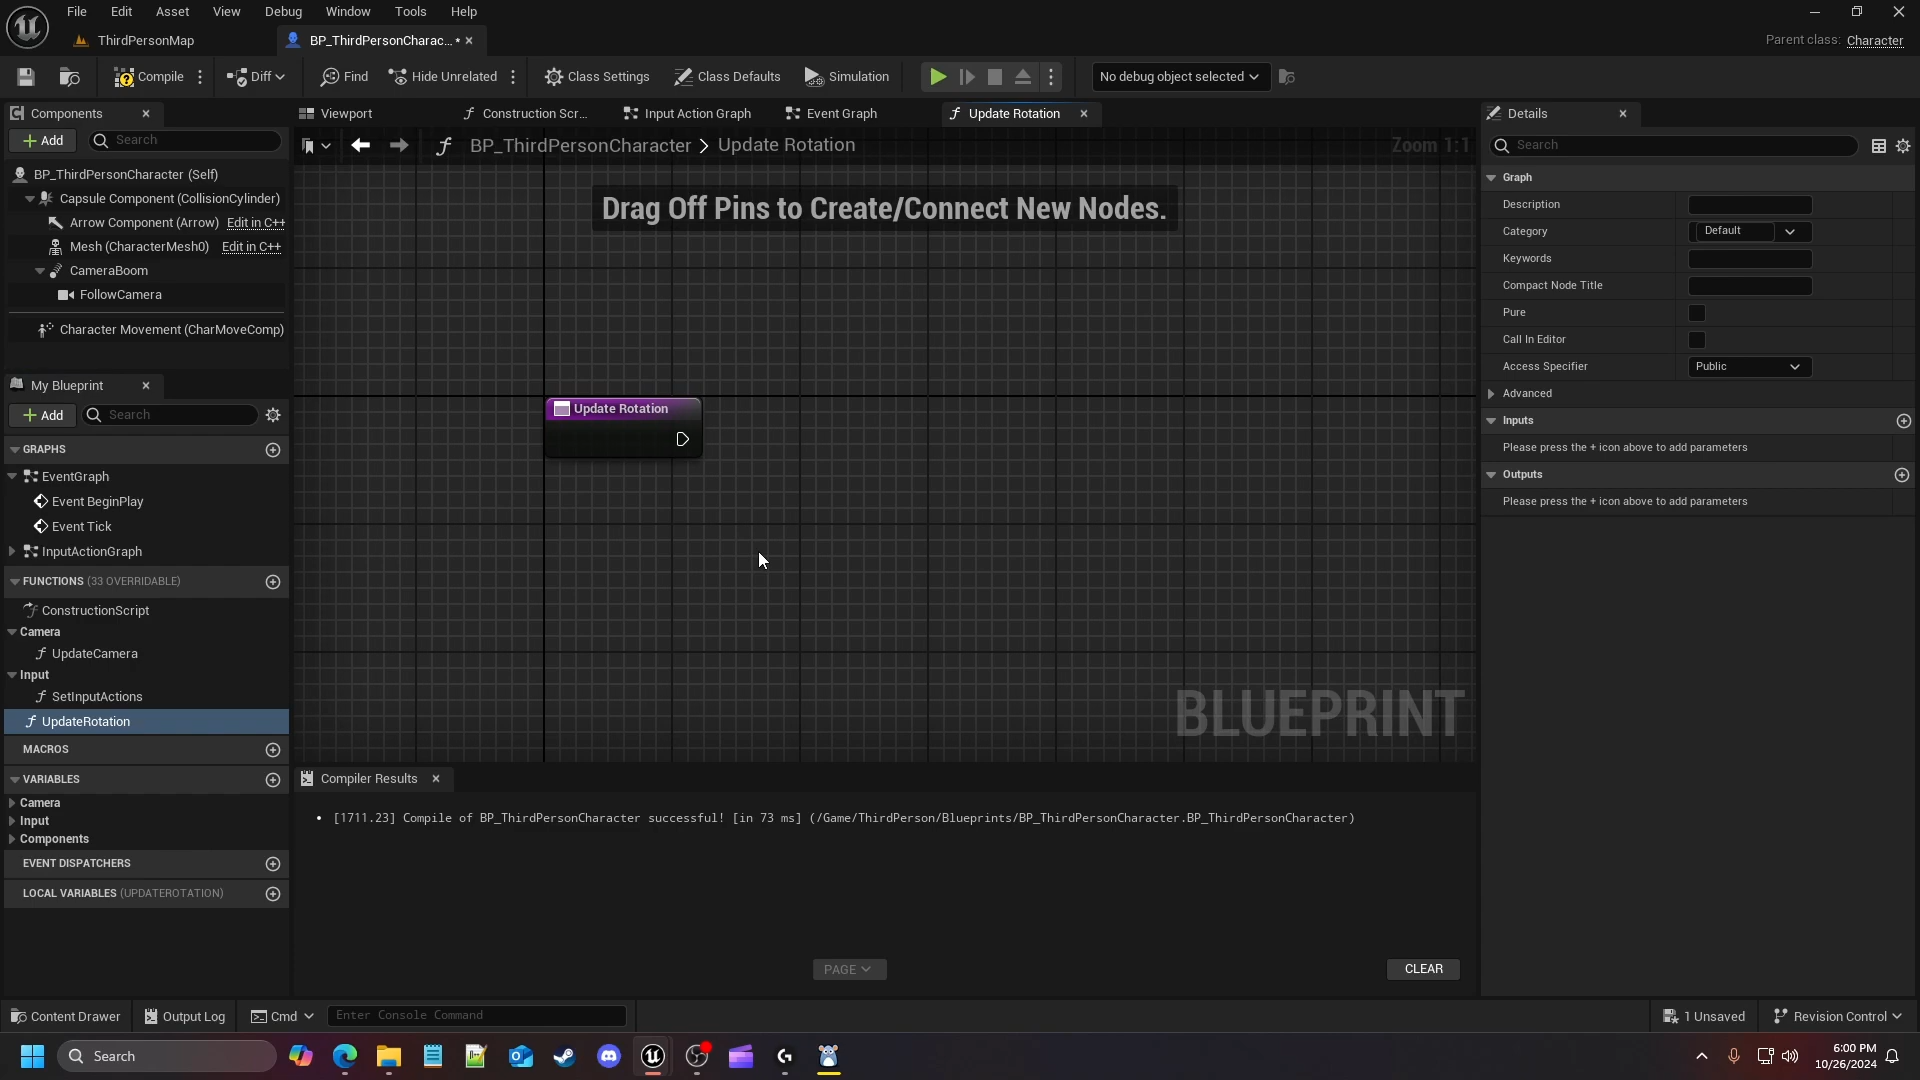 File Edit Asset View Debug Window Tools Help
ThirdPersonMap
BP_ThirdPersonCharac... *
Parent class: Character
Compile
Diff
Find
Hide Unrelated
Class Settings
Class Defaults
Simulation
No debug object selected
Components
Add
Search
BP_ThirdPersonCharacter (Self)
Capsule Component (CollisionCylinder)
Arrow Component (Arrow) Edit in C++
Mesh (CharacterMesh0) Edit in C++
CameraBoom
FollowCamera
Character Movement (CharMoveComp)
My Blueprint
Add
Search
GRAPHS
EventGraph
Event BeginPlay
Event Tick
InputActionGraph
FUNCTIONS (33 OVERRIDABLE)
ConstructionScript
Camera
UpdateCamera
Input
SetInputActions
UpdateRotation
MACROS
VARIABLES
Camera
Input
Components
EVENT DISPATCHERS
LOCAL VARIABLES (UPDATEROTATION)
Viewport
Construction Scr...
Input Action Graph
Event Graph
Update Rotation
BP_ThirdPersonCharacter > Update Rotation
Zoom 1:1
Drag Off Pins to Create/Connect New Nodes.
Update Rotation
BLUEPRINT
Compiler Results
[1711.23] Compile of BP_ThirdPersonCharacter successful! [in 73 ms] (/Game/ThirdPerson/Blueprints/BP_ThirdPersonCharacter.BP_ThirdPersonCharacter)
PAGE
CLEAR
Details
Search
Graph
Description
Category Default
Keywords
Compact Node Title
Pure
Call In Editor
Access Specifier Public
Advanced
Inputs
Please press the + icon above to add parameters
Outputs
Please press the + icon above to add parameters
Content Drawer
Output Log
Cmd
Enter Console Command
1 Unsaved
Revision Control
Search
6:00 PM
10/26/2024